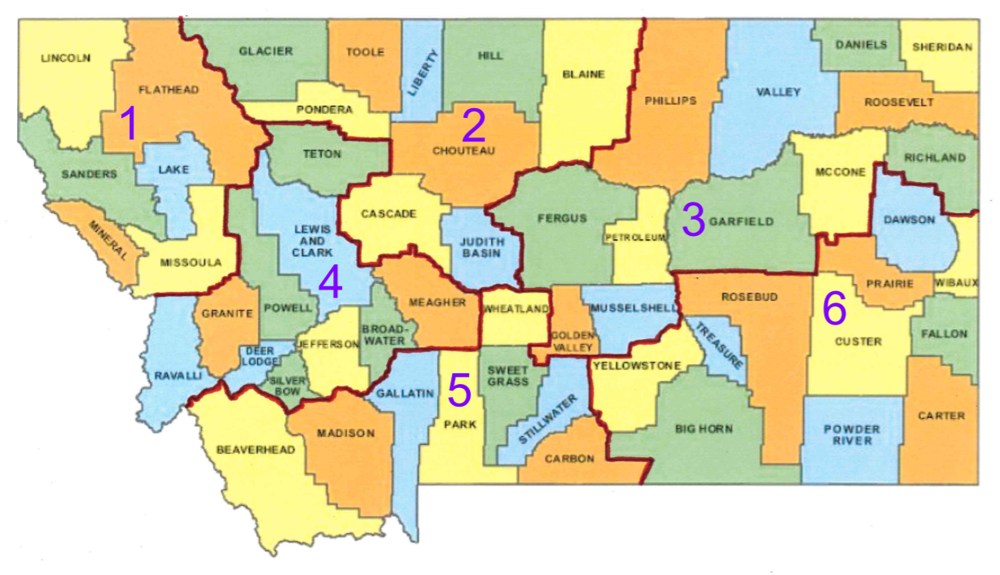 LINCOLN
FLATHEAD
GLACIER
TOOLE
LIBERTY
HILL
BLAINE
PHILLIPS
VALLEY
DANIELS
SHERIDAN
ROOSEVELT
PONDERA
1
2
CHOUTEAU
TETON
SANDERS
LAKE
MCCONE
RICHLAND
MINERAL
MISSOULA
LEWIS
AND
CLARK
CASCADE
JUDITH
BASIN
FERGUS
PETROLEUM
3
GARFIELD
DAWSON
4
GRANITE
POWELL
MEAGHER
WHEATLAND
GOLDEN
VALLEY
MUSSELSHELL
ROSEBUD
TREASURE
6
PRAIRIE
WIBAUX
CUSTER
FALLON
RAVALLI
DEER
LODGE
SILVER
BOW
JEFFERSON
BROAD-
WATER
GALLATIN
5
PARK
SWEET
GRASS
STILLWATER
YELLOWSTONE
BEAVERHEAD
MADISON
CARBON
BIG HORN
POWDER
RIVER
CARTER